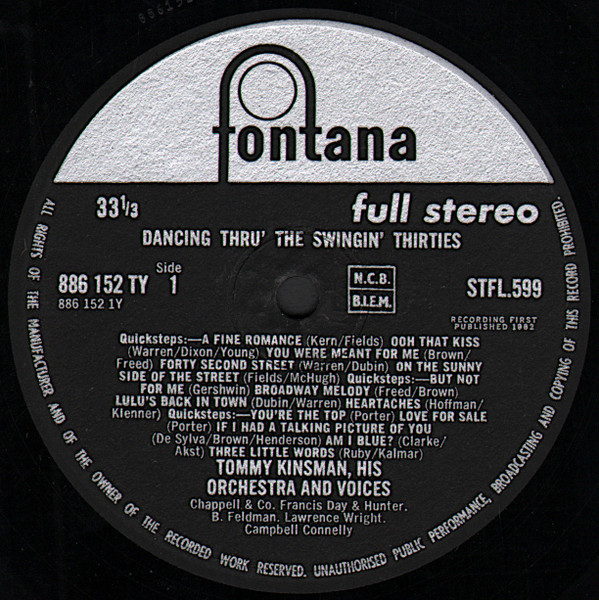 fontana
33⅓
full stereo
DANCING THRU' THE SWINGIN' THIRTIES
886 152 TY
Side
1
886 152 1Y
N.C.B.
B.I.E.M.
STFL.599
RECORDING FIRST
PUBLISHED 1962
Quicksteps:—A FINE ROMANCE (Kern/Fields) OOH THAT KISS
(Warren/Dixon/Young) YOU WERE MEANT FOR ME (Brown/
Freed) FORTY SECOND STREET (Warren/Dubin) ON THE SUNNY
SIDE OF THE STREET (Fields/McHugh) Quicksteps:—BUT NOT
FOR ME (Gershwin) BROADWAY MELODY (Freed/Brown)
LULU'S BACK IN TOWN (Dubin/Warren) HEARTACHES (Hoffman/
Klenner) Quicksteps:—YOU'RE THE TOP (Porter) LOVE FOR SALE
(Porter) IF I HAD A TALKING PICTURE OF YOU
(De Sylva/Brown/Henderson) AM I BLUE? (Clarke/
Akst) THREE LITTLE WORDS (Ruby/Kalmar)
TOMMY KINSMAN, HIS
ORCHESTRA AND VOICES
Chappell & Co. Francis Day & Hunter.
B. Feldman. Lawrence Wright.
Campbell Connelly
ALL RIGHTS OF THE MANUFACTURER AND OF THE OWNER OF THE RECORDED WORK RESERVED. UNAUTHORISED PUBLIC PERFORMANCE, BROADCASTING AND COPYING OF THIS RECORD PROHIBITED.